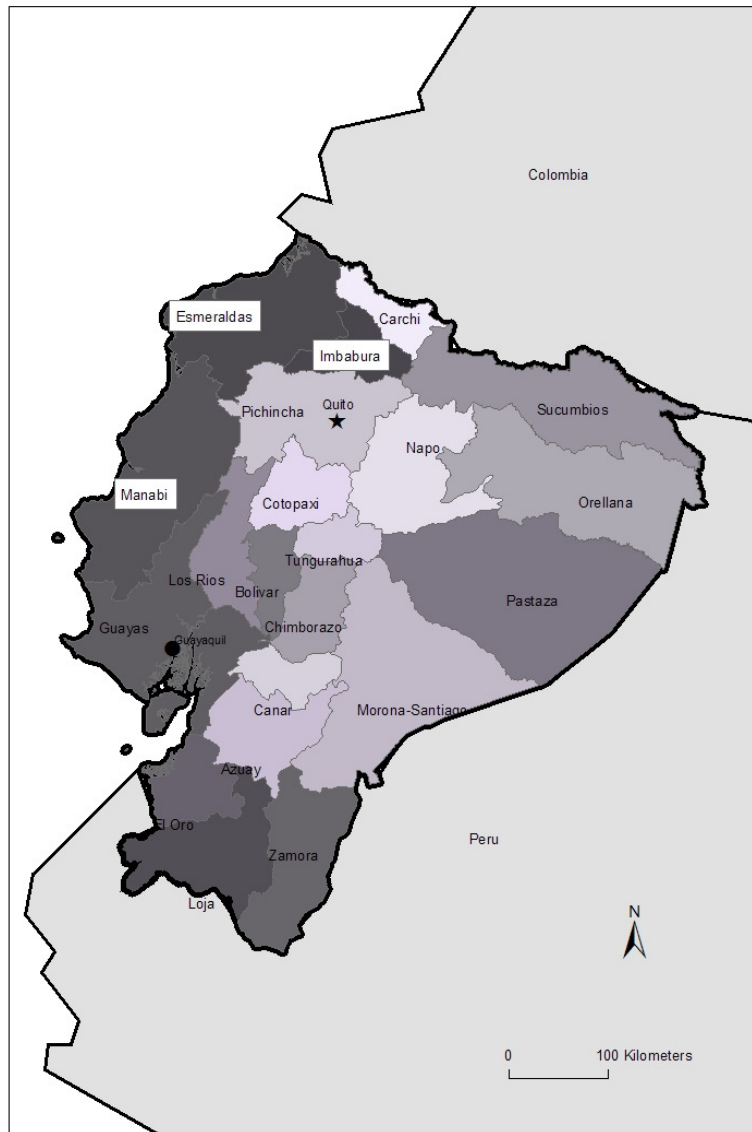 Colombia
Esmeraldas
Carchi
Imbabura
Pichincha
Quito
Sucumbios
Napo
Manabi
Cotopaxi
Orellana
Tungurahua
Los Rios
Bolivar
Pastaza
Guayas
Chimborazo
Guayaquil
Canar
Morona-Santiago
Azuay
El Oro
Zamora
Peru
Loja
N
0 100 Kilometers